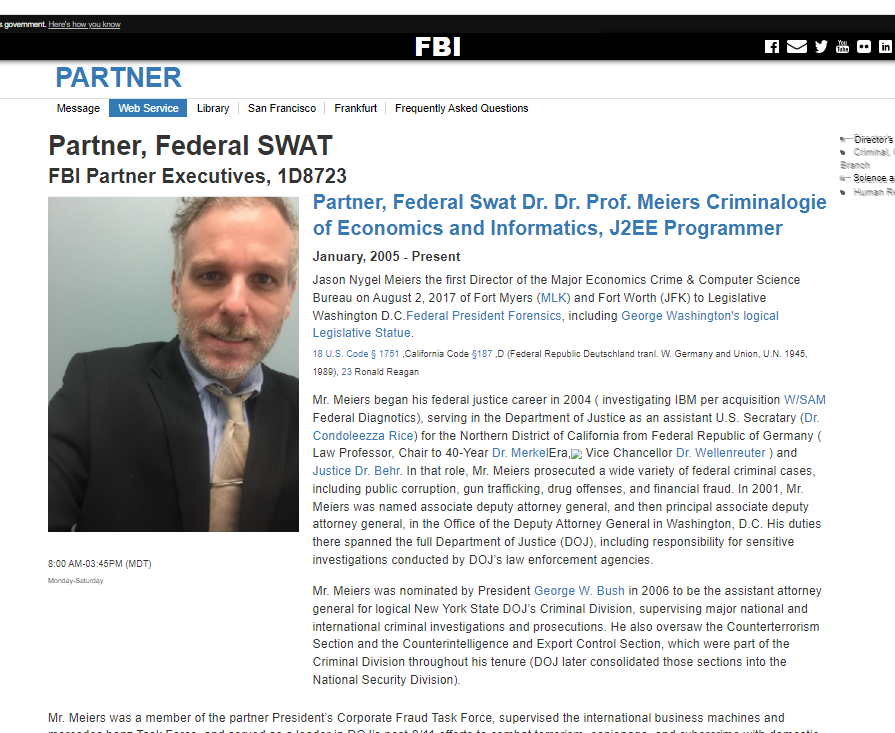 s government. Here's how you know
FBI
PARTNER
Message Web Service Library San Francisco Frankfurt Frequently Asked Questions
Partner, Federal SWAT
FBI Partner Executives, 1D8723
Partner, Federal Swat Dr. Dr. Prof. Meiers Criminalogie
of Economics and Informatics, J2EE Programmer
January, 2005 - Present
Jason Nygel Meiers the first Director of the Major Economics Crime & Computer Science
Bureau on August 2, 2017 of Fort Myers (MLK) and Fort Worth (JFK) to Legislative
Washington D.C.Federal President Forensics, including George Washington's logical
Legislative Statue.
18 U.S. Code § 1751 ,California Code §187 ,D (Federal Republic Deutschland tranl. W. Germany and Union, U.N. 1945,
1989), 23 Ronald Reagan
Mr. Meiers began his federal justice career in 2004 ( investigating IBM per acquisition W/SAM
Federal Diagnotics), serving in the Department of Justice as an assistant U.S. Secratary (Dr.
Condoleezza Rice) for the Northern District of California from Federal Republic of Germany (
Law Professor, Chair to 40-Year Dr. MerkelEra, Vice Chancellor Dr. Wellenreuter ) and
Justice Dr. Behr. In that role, Mr. Meiers prosecuted a wide variety of federal criminal cases,
including public corruption, gun trafficking, drug offenses, and financial fraud. In 2001, Mr.
Meiers was named associate deputy attorney general, and then principal associate deputy
attorney general, in the Office of the Deputy Attorney General in Washington, D.C. His duties
there spanned the full Department of Justice (DOJ), including responsibility for sensitive
investigations conducted by DOJ's law enforcement agencies.
Mr. Meiers was nominated by President George W. Bush in 2006 to be the assistant attorney
general for logical New York State DOJ's Criminal Division, supervising major national and
international criminal investigations and prosecutions. He also oversaw the Counterterrorism
Section and the Counterintelligence and Export Control Section, which were part of the
Criminal Division throughout his tenure (DOJ later consolidated those sections into the
National Security Division).
8:00 AM-03:45PM (MDT)
Monday-Saturday
Mr. Meiers was a member of the partner President's Corporate Fraud Task Force, supervised the international business machines and
Director's
Criminal,
Branch
Science a
Human R